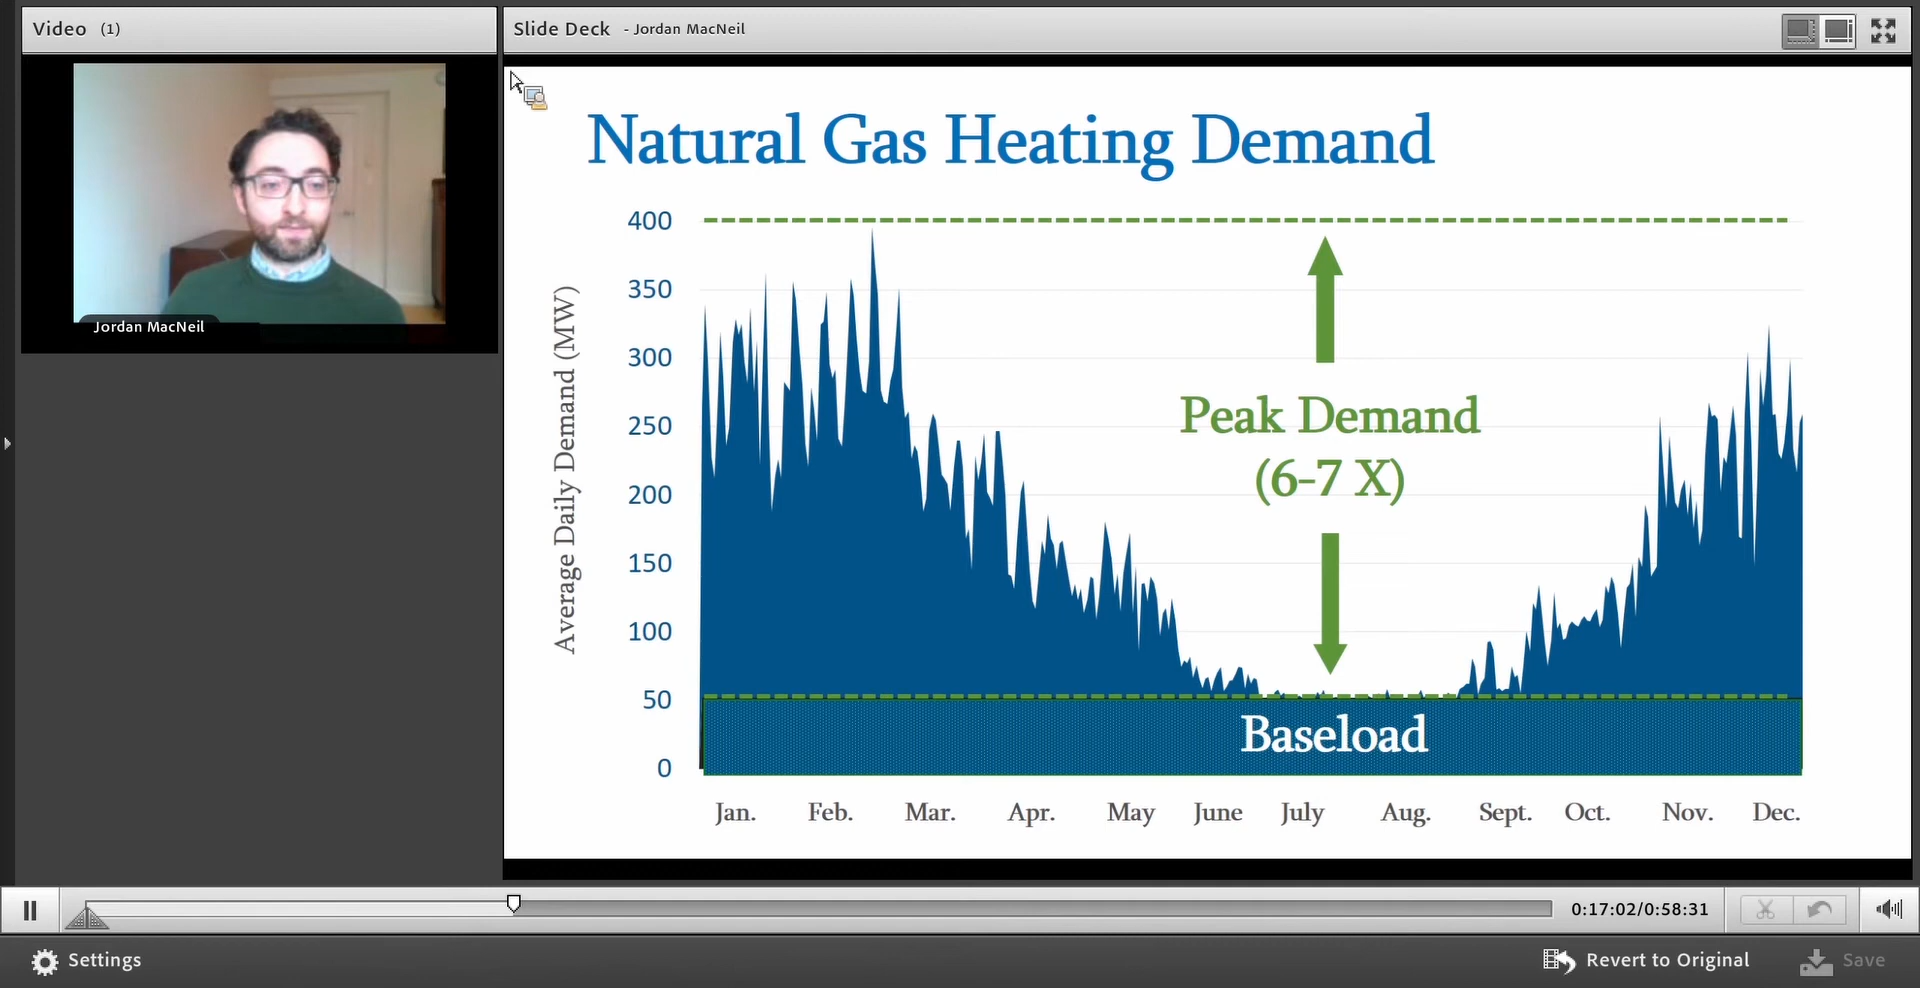 Video (1)
Jordan MacNeil
Slide Deck - Jordan MacNeil
Natural Gas Heating Demand
Average Daily Demand (MW)
400
350
300
250
200
150
100
50
0
Peak Demand
(6-7 X)
Baseload
Jan. Feb. Mar. Apr. May June July Aug. Sept. Oct. Nov. Dec.
0:17:02/0:58:31
Settings
Revert to Original
Save